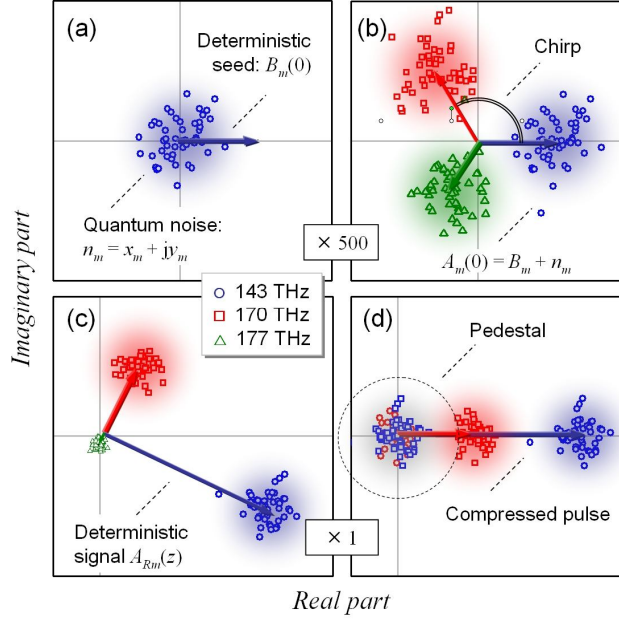 (a)
Deterministic
seed: B_m(0)
Quantum noise:
n_m = x_m + jy_m
(b)
Chirp
A_m(0) = B_m + n_m
× 500
143 THz
170 THz
177 THz
(c)
Deterministic
signal A_Rm(z)
(d)
Pedestal
Compressed pulse
× 1
Imaginary part
Real part